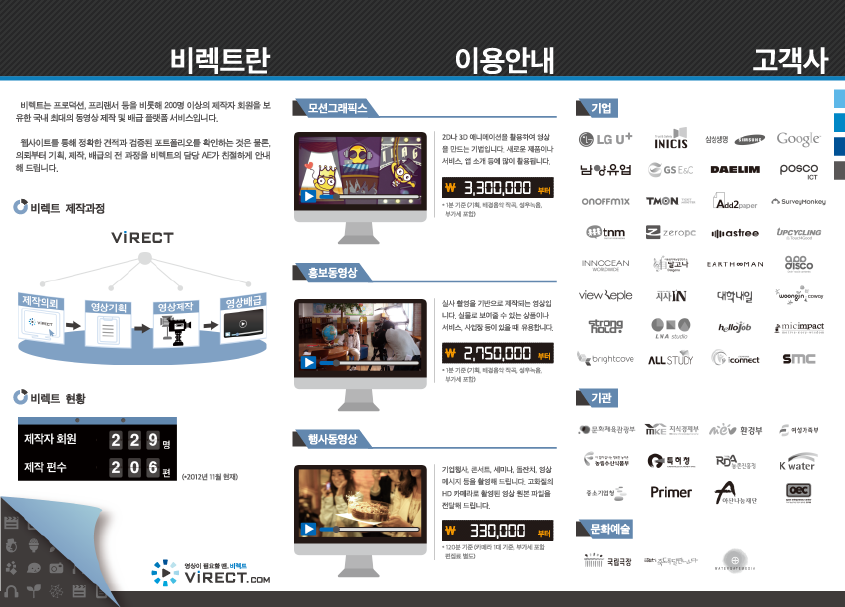 비렉트란
비렉트는 프로덕션, 프리랜서 등을 비롯해 200명 이상의 제작자 회원을 보
유한 국내 최대의 동영상 제작 및 배급 플랫폼 서비스입니다.
웹사이트를 통해 정확한 견적과 검증된 포트폴리오를 확인하는 것은 물론,
의뢰부터 기획, 제작, 배급의 전 과정을 비렉트의 담당 AE가 친절하게 안내
해 드립니다.
비렉트 제작과정
ViRECT
제작의뢰 영상기획 영상제작 영상배급
ViRECT
비렉트 현황
제작자 회원 229명
제작 편수 206편
(*2012년 11월 현재)
영상이 필요할 땐, 비렉트
ViRECT.COM
이용안내
모션그래픽스
2D나 3D 애니메이션을 활용하여 영상
을 만드는 기법입니다. 새로운 제품이나
서비스, 앱 소개 등에 많이 활용됩니다.
₩ 3,300,000 부터
* 1분 기준 (기획, 배경음악 작곡, 성우녹음,
부가세 포함)
홍보동영상
실사 촬영을 기반으로 제작되는 영상입
니다. 실물로 보여줄 수 있는 상품이나
서비스, 사업장 등이 있을 때 유용합니다.
₩ 2,750,000 부터
* 1분 기준 (기획, 배경음악 작곡, 성우녹음,
부가세 포함)
행사동영상
기업행사, 콘서트, 세미나, 돌잔치, 영상
메시지 등을 촬영해 드립니다. 고화질의
HD 카메라로 촬영된 영상 원본 파일을
전달해 드립니다.
₩ 330,000 부터
* 120분 기준 (카메라 1대 기준, 부가세 포함
편집료 별도)
고객사
기업
LG U+ INICIS 삼성생명 SAMSUNG Google
남양유업 GS E&C DAELIM POSCO ICT
ONOFFMIX TMON Add2paper SurveyMonkey
tnm zeropc astree UPCYCLING
INNOCEAN WORLDWIDE 달고나 EARTH∞MAN appdisco
viewReple 시사IN 대학내일 woongjin coway
strong hold! LHA studio hellojob micimpact
brightcove ALL STUDY iconnect SMC
기관
문화체육관광부 MKE 지식경제부 mev 환경부 여성가족부
농림수산식품부 특허청 RDA 농촌진흥청 K water
중소기업청 Primer 아산나눔재단 OEC
문화예술
국립극장 WATERGATEMEDIA